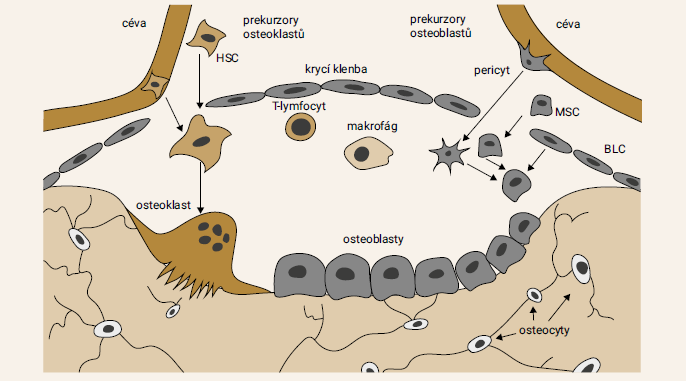 céva
prekurzory
osteoklastů
HSC
prekurzory
osteoblastů
céva
krycí klenba
pericyt
T-lymfocyt
makrofág
MSC
BLC
osteoklast
osteoblasty
osteocyty